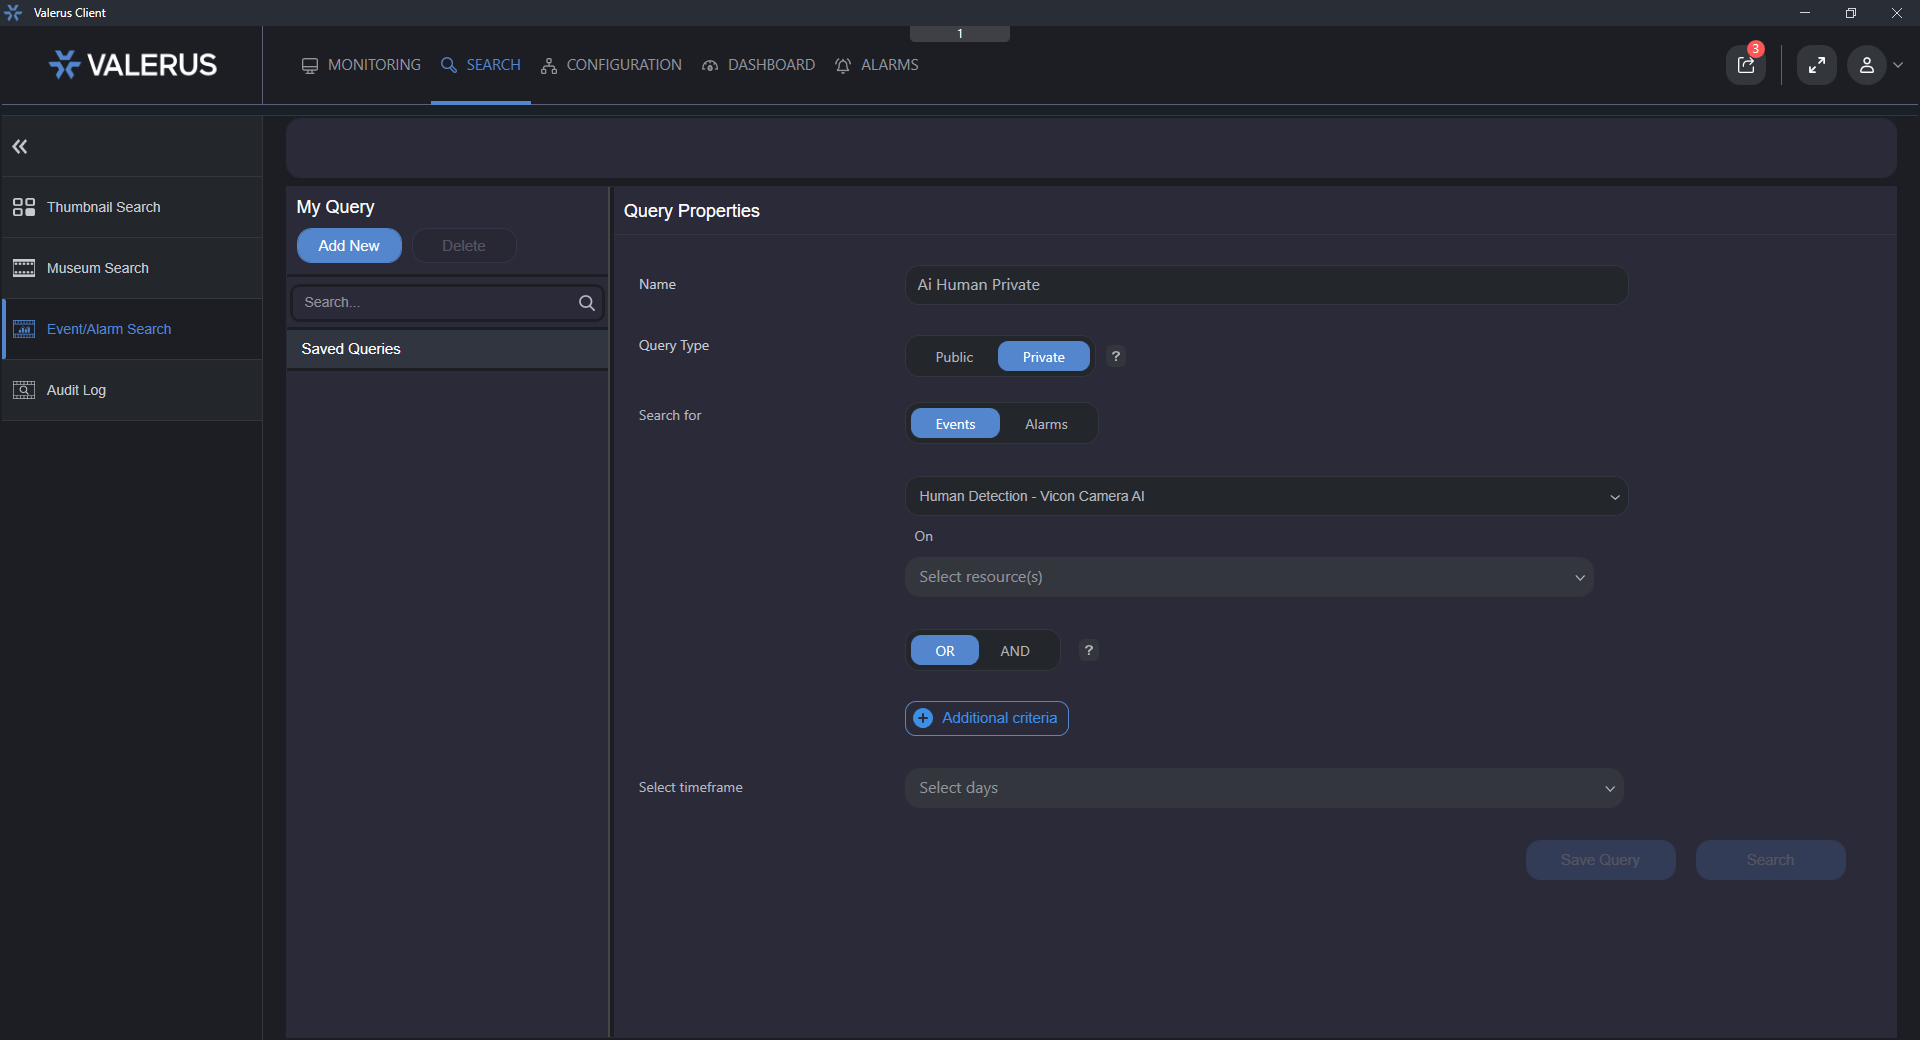 Valerus Client
1
VALERUS
MONITORING
SEARCH
CONFIGURATION
DASHBOARD
ALARMS
3
Thumbnail Search
Museum Search
Event/Alarm Search
Audit Log
My Query
Add New
Delete
Search...
Saved Queries
Query Properties
Name
Ai Human Private
Query Type
Public
Private
?
Search for
Events
Alarms
Human Detection - Vicon Camera AI
On
Select resource(s)
OR
AND
?
Additional criteria
Select timeframe
Select days
Save Query
Search